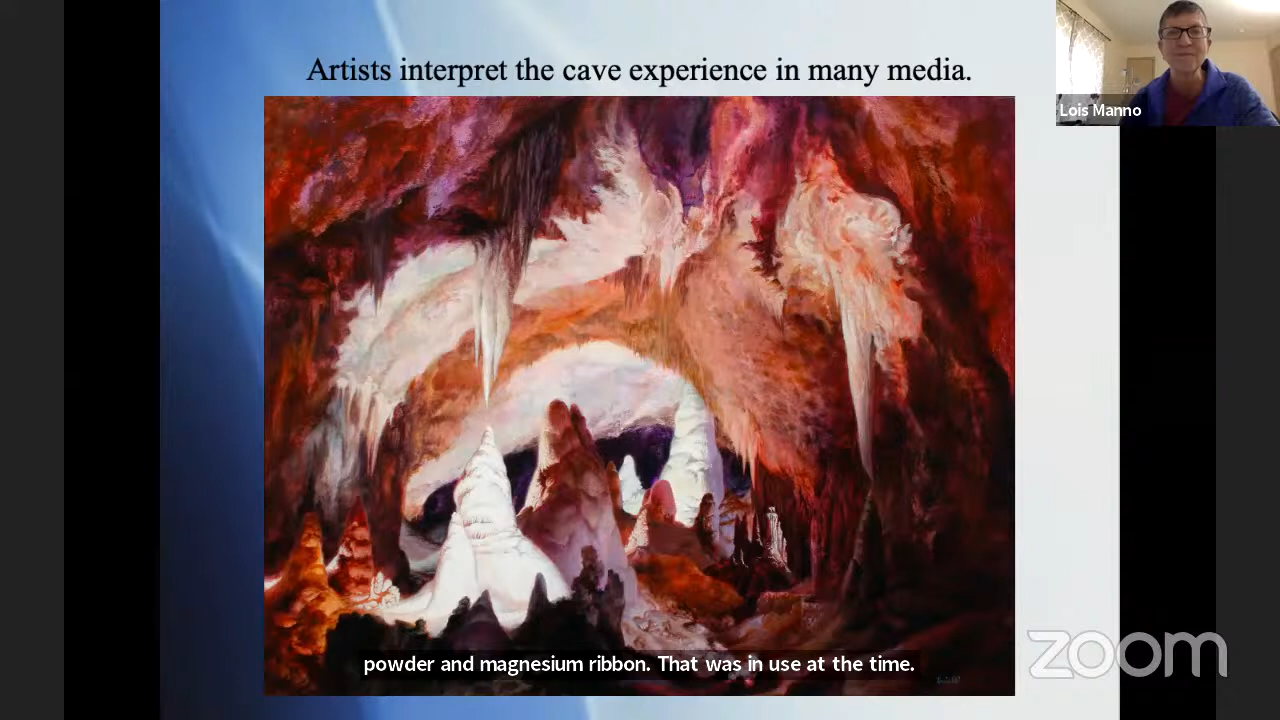 Artists interpret the cave experience in many media.
Lois Manno
powder and magnesium ribbon. That was in use at the time.
zoom